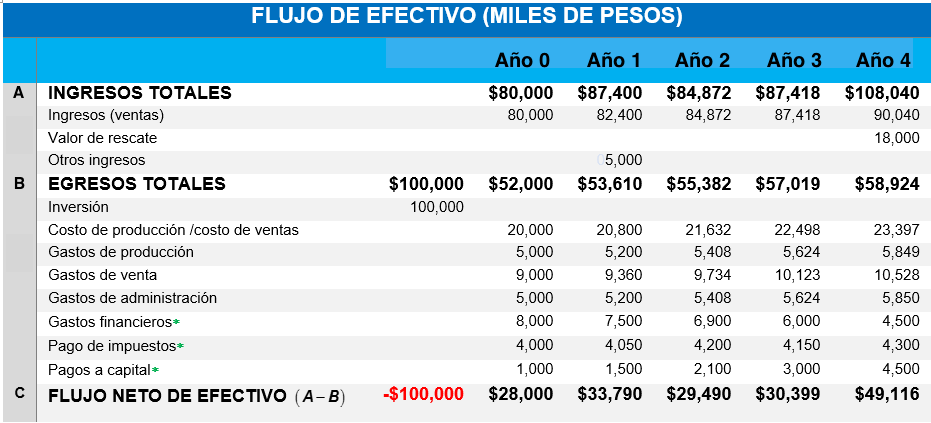 FLUJO DE EFECTIVO (MILES DE PESOS)
Año 0 Año 1 Año 2 Año 3 Año 4
A INGRESOS TOTALES $80,000 $87,400 $84,872 $87,418 $108,040
Ingresos (ventas) 80,000 82,400 84,872 87,418 90,040
Valor de rescate 18,000
Otros ingresos 5,000
B EGRESOS TOTALES $100,000 $52,000 $53,610 $55,382 $57,019 $58,924
Inversión 100,000
Costo de producción /costo de ventas 20,000 20,800 21,632 22,498 23,397
Gastos de producción 5,000 5,200 5,408 5,624 5,849
Gastos de venta 9,000 9,360 9,734 10,123 10,528
Gastos de administración 5,000 5,200 5,408 5,624 5,850
Gastos financieros* 8,000 7,500 6,900 6,000 4,500
Pago de impuestos* 4,000 4,050 4,200 4,150 4,300
Pagos a capital* 1,000 1,500 2,100 3,000 4,500
C FLUJO NETO DE EFECTIVO (A–B) -$100,000 $28,000 $33,790 $29,490 $30,399 $49,116